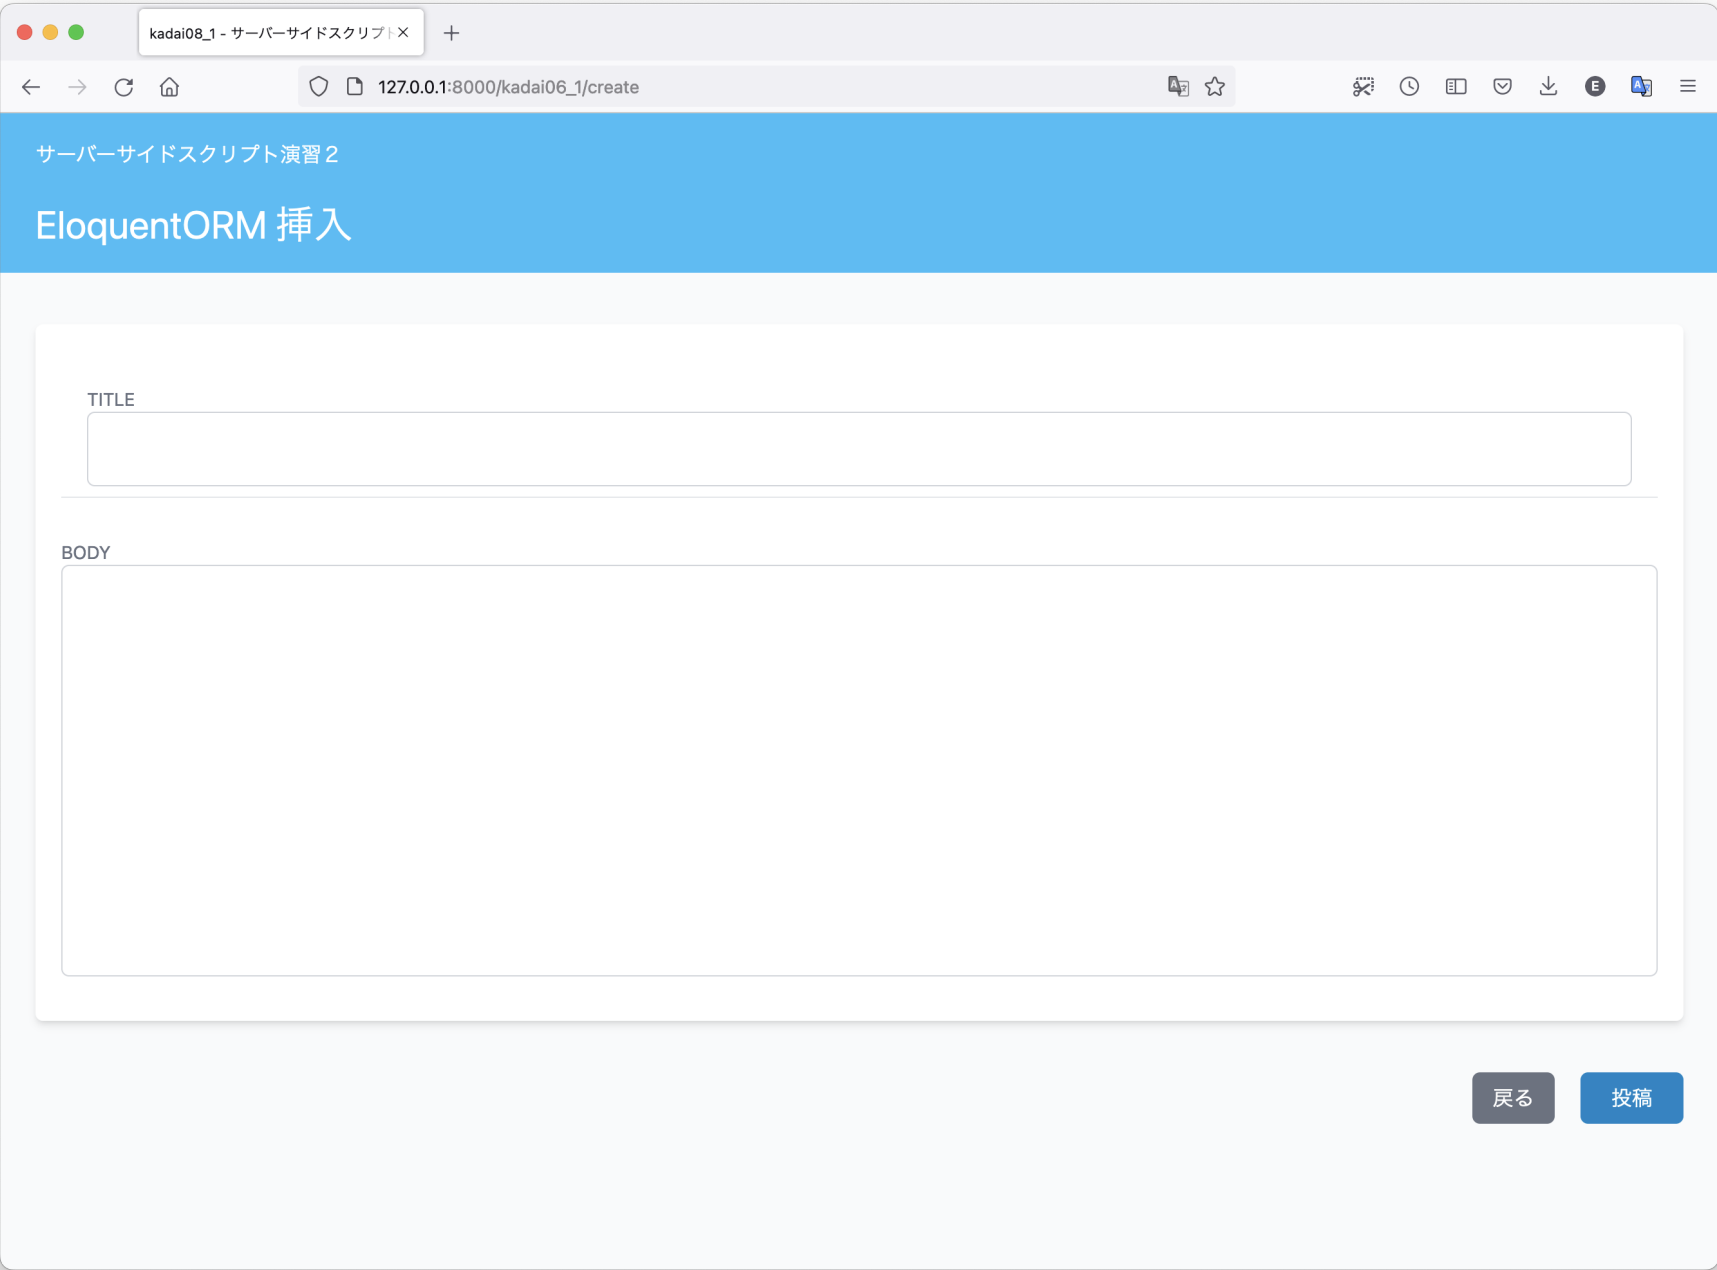 kadai08_1 - サーバーサイドスクリプト
127.0.0.1:8000/kadai06_1/create
E
サーバーサイドスクリプト演習２
EloquentORM 挿入
TITLE
BODY
戻る
投稿